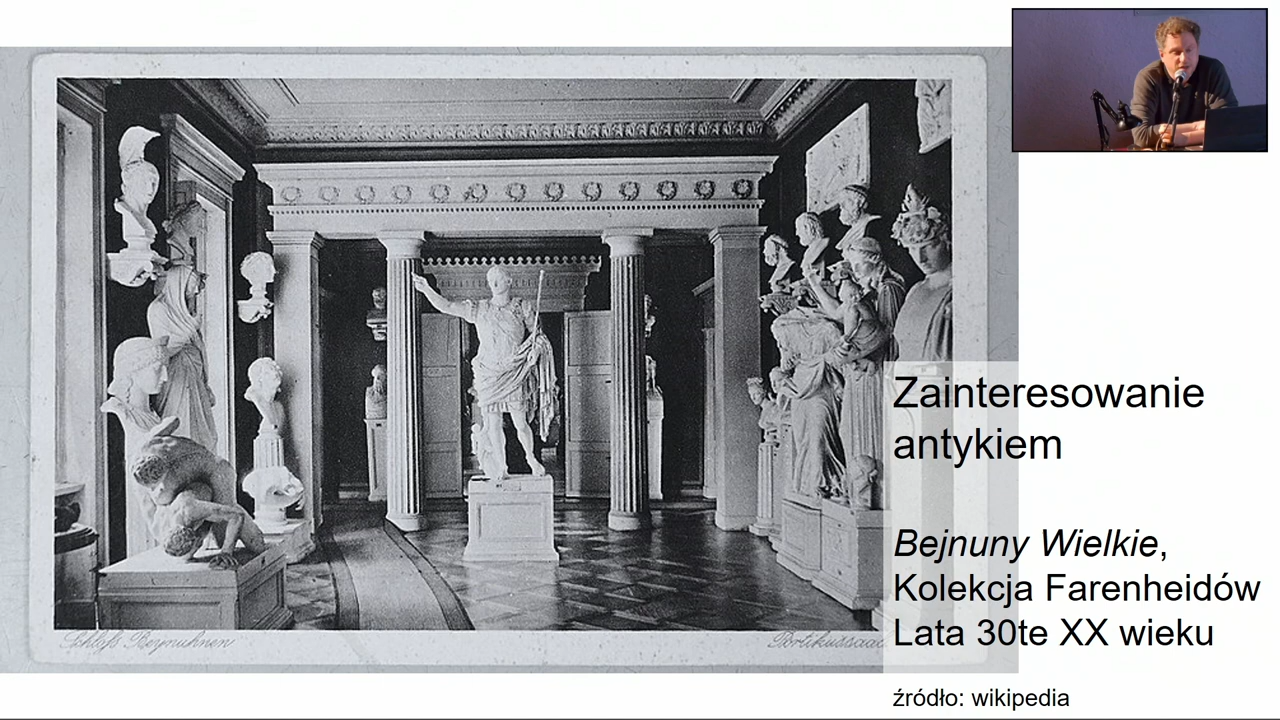 Zainteresowanie
antykiem
Bejnuny Wielkie,
Kolekcja Farenheidów
Lata 30te XX wieku
źródło: wikipedia
Schloß Beynuhnen
Portikussaal